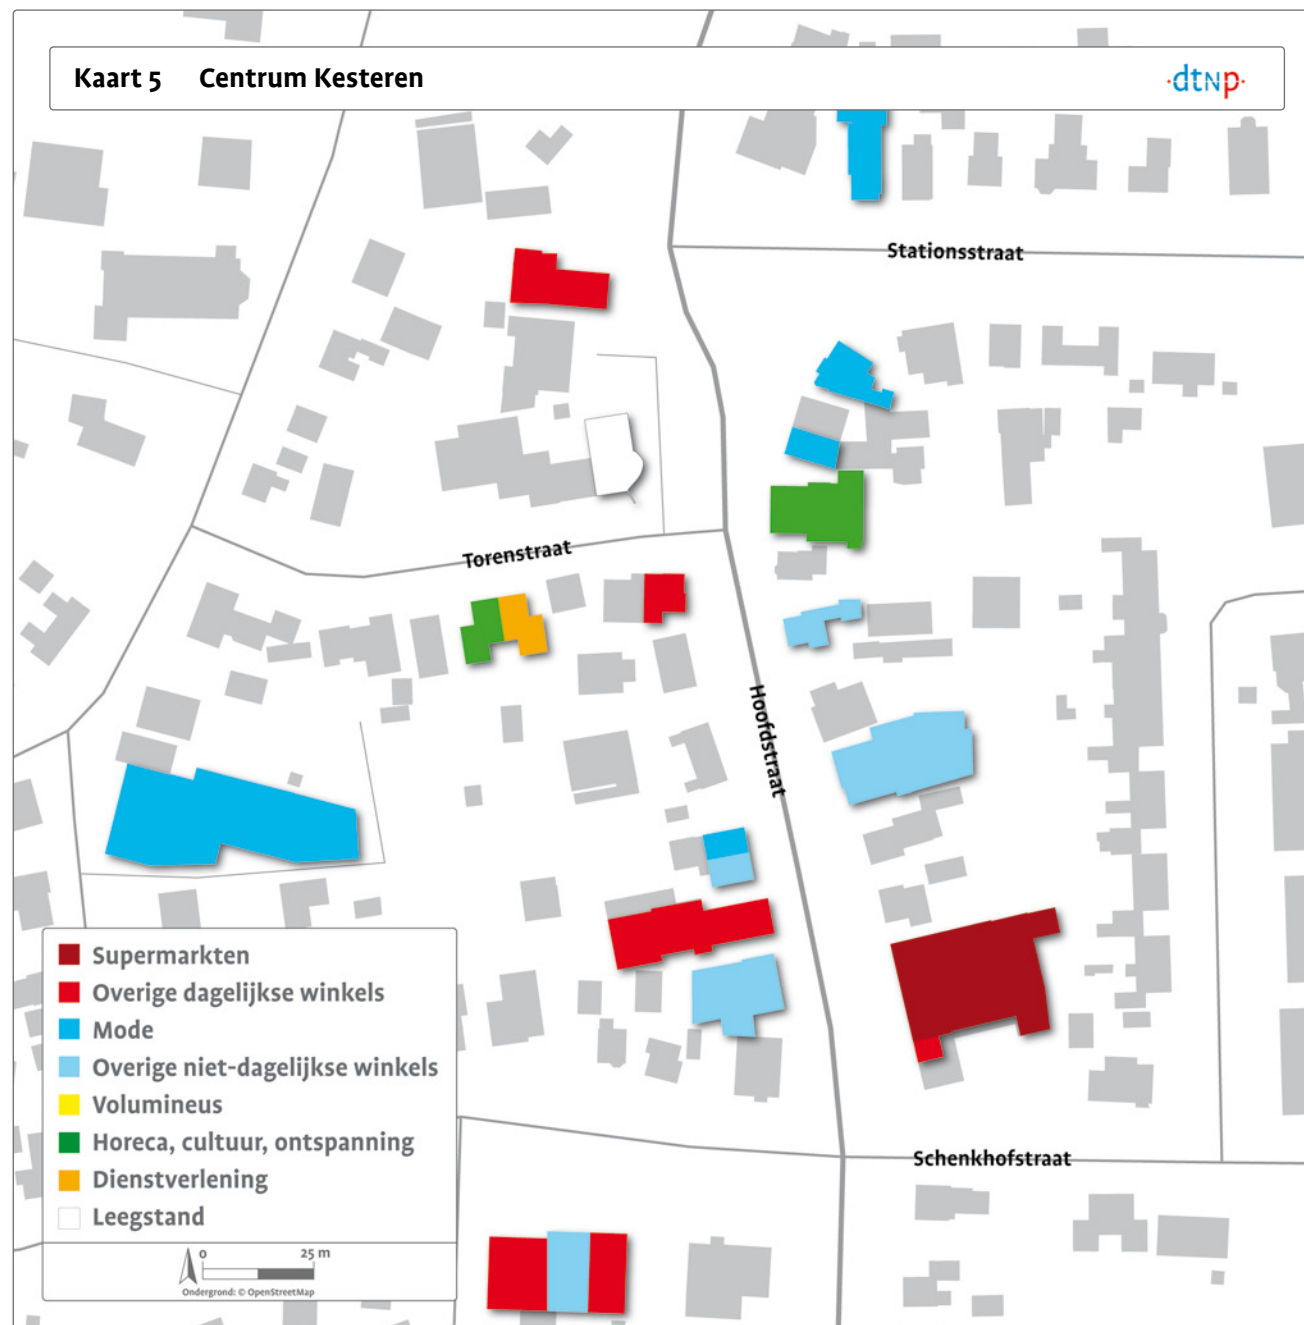 Kaart 5 Centrum Kesteren
·dtNp·
Stationsstraat
Torenstraat
Hoofdstraat
Supermarkten
Overige dagelijkse winkels
Mode
Overige niet-dagelijkse winkels
Volumineus
Horeca, cultuur, ontspanning
Dienstverlening
Leegstand
Schenkhofstraat
0 25 m
Ondergrond: © OpenStreetMap